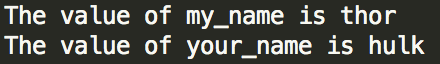 The value of my_name is thor
The value of your_name is hulk